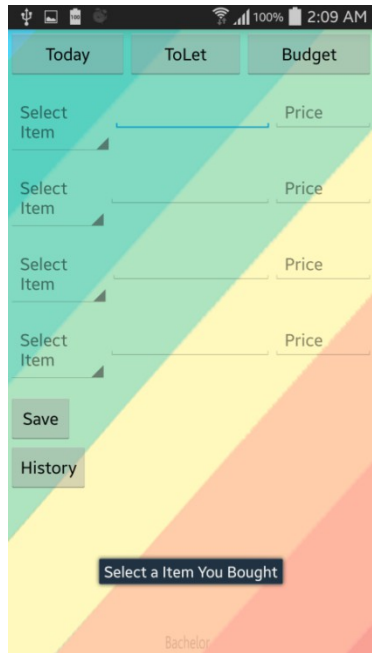 100% 2:09 AM
Today ToLet Budget
Select
Item
Price
Select
Item
Price
Select
Item
Price
Select
Item
Price
Save
History
Select a Item You Bought
Bachelor